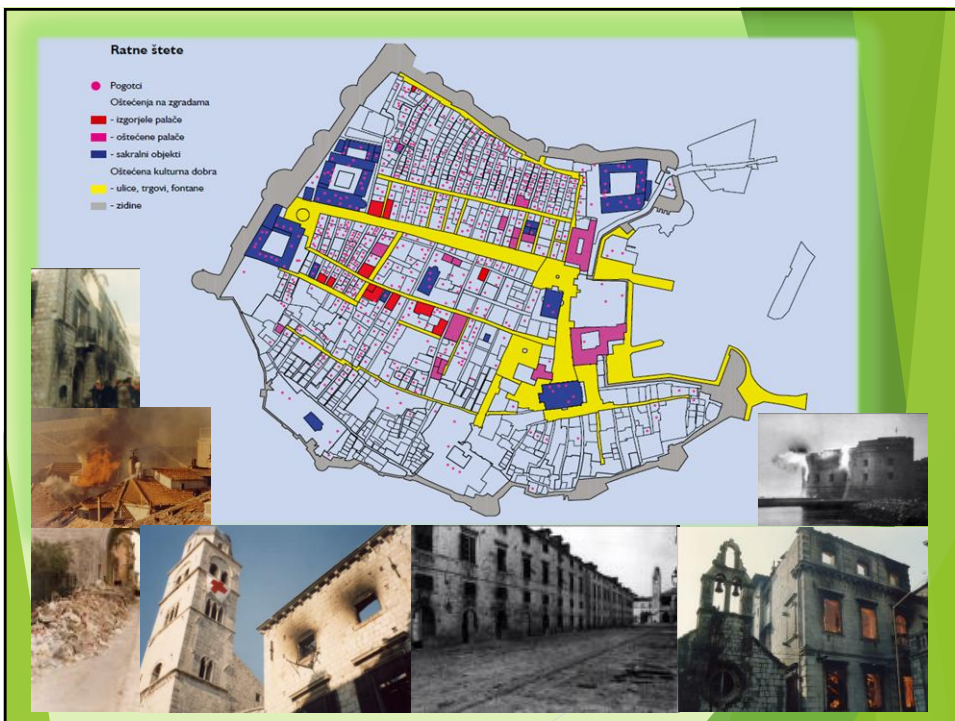 Ratne štete
Pogotci
Oštećenja na zgradama
- izgorjele palače
- oštećene palače
- sakralni objekti
Oštećena kulturna dobra
- ulice, trgovi, fontane
- zidine